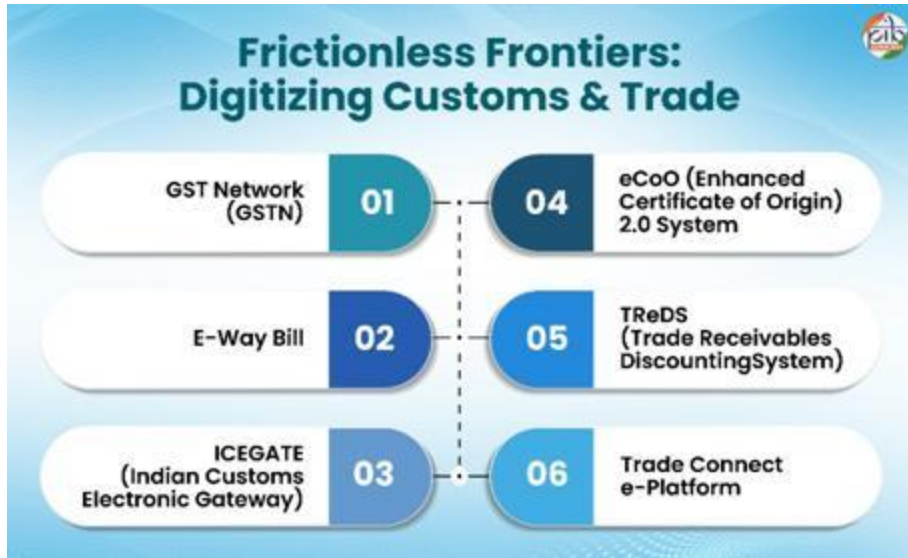 Frictionless Frontiers:
Digitizing Customs & Trade
GST Network
(GSTN)
01
E-Way Bill
02
ICEGATE
(Indian Customs
Electronic Gateway)
03
04
eCoO (Enhanced
Certificate of Origin)
2.0 System
05
TReDS
(Trade Receivables
DiscountingSystem)
06
Trade Connect
e-Platform